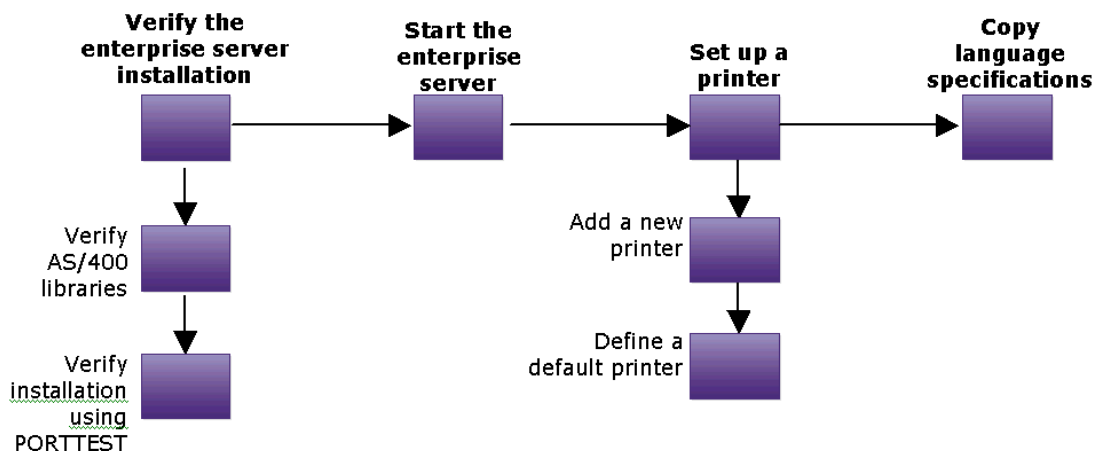 Verify the
enterprise server
installation
Start the
enterprise
server
Set up a
printer
Copy
language
specifications
Verify
AS/400
libraries
Add a new
printer
Verify
installation
using
PORTTEST
Define a
default printer